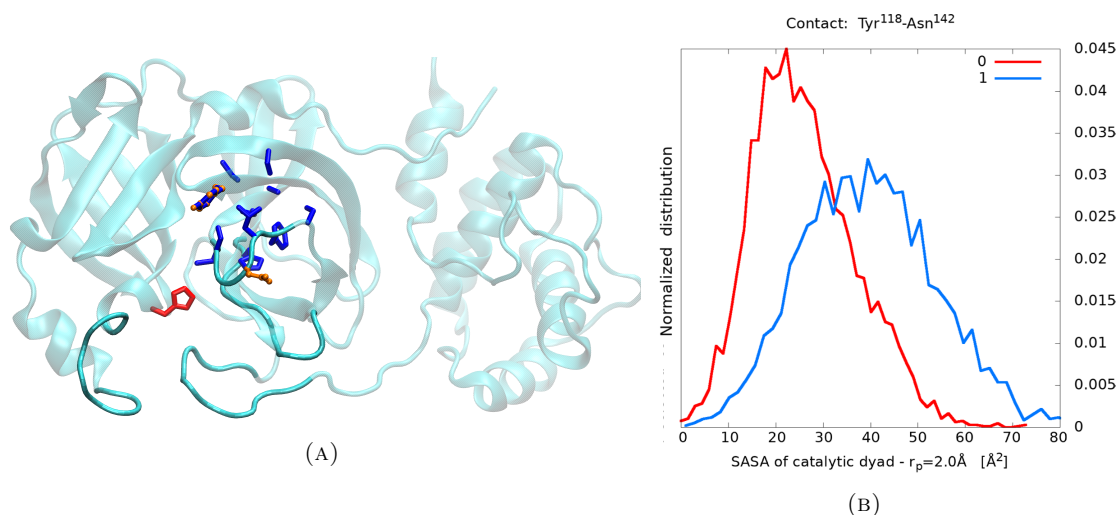 Contact: Tyr¹¹⁸-Asn¹⁴²
0
1
0.045
0.04
0.035
0.03
0.025
0.02
0.015
0.01
0.005
0
Normalized distribution
0 10 20 30 40 50 60 70 80
SASA of catalytic dyad - rₚ=2.0Å [Å²]
(A)
(B)